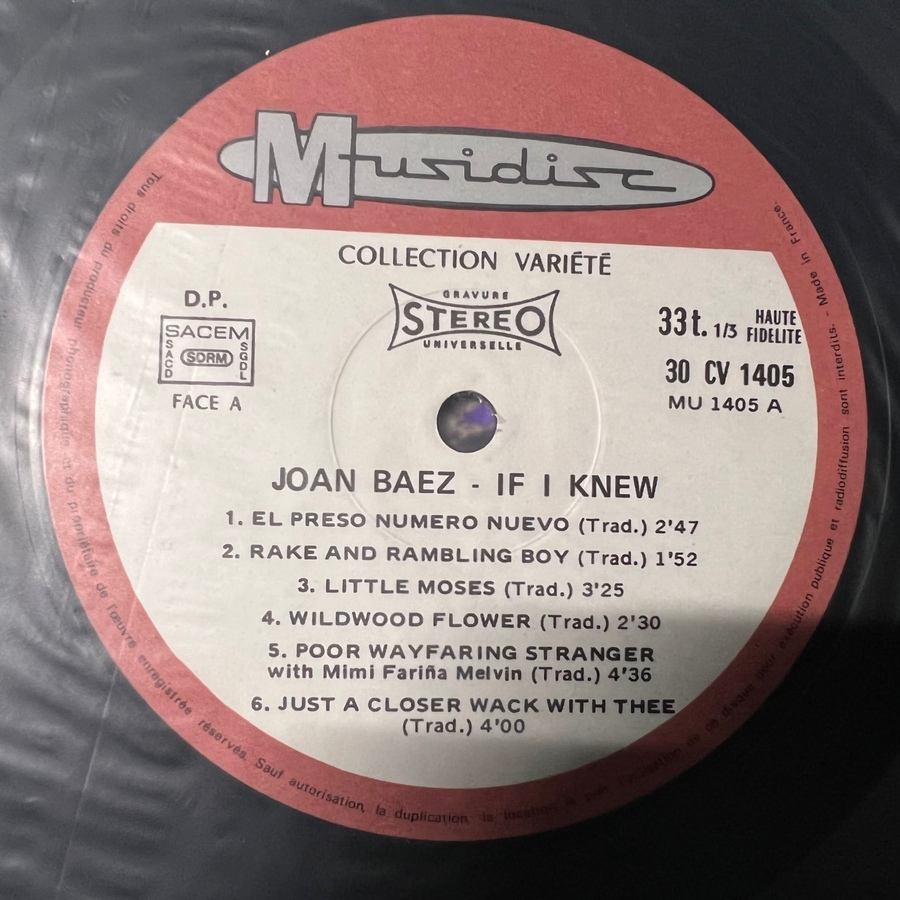 Musidisc
COLLECTION VARIÉTÉ
D.P.
SACEM
SACD
SDRM
SGDL
FACE A
GRAVURE
STEREO
UNIVERSELLE
33t. 1/3 HAUTE FIDELITE
30 CV 1405
MU 1405 A
JOAN BAEZ - IF I KNEW
1. EL PRESO NUMERO NUEVO (Trad.) 2'47
2. RAKE AND RAMBLING BOY (Trad.) 1'52
3. LITTLE MOSES (Trad.) 3'25
4. WILDWOOD FLOWER (Trad.) 2'30
5. POOR WAYFARING STRANGER
with Mimi Fariña Melvin (Trad.) 4'36
6. JUST A CLOSER WACK WITH THEE
(Trad.) 4'00
Tous droits du producteur phonographique et du propriétaire de l'œuvre enregistrée réservés. Sauf autorisation, la duplication, la location, de ce disque pour exécution publique et radiodiffusion sont interdits. - Made in France.